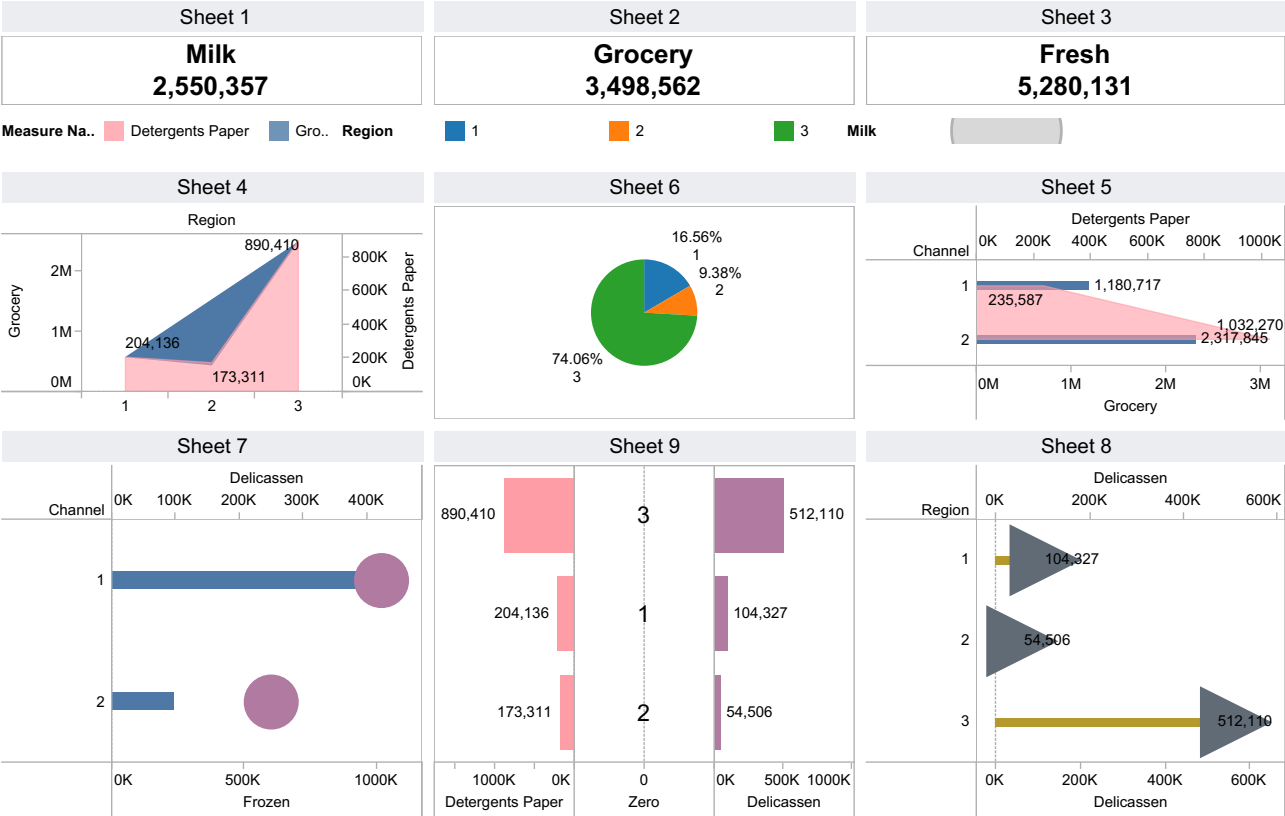 Sheet 1
Sheet 2
Sheet 3
Milk
2,550,357
Grocery
3,498,562
Fresh
5,280,131
Measure Na.. Detergents Paper Gro.. Region 1 2 3 Milk
Sheet 4
Region
890,410
2M
1M
0M
Grocery
204,136
173,311
800K
600K
400K
200K
0K
Detergents Paper
1 2 3
Sheet 6
16.56%
1
9.38%
2
74.06%
3
Sheet 5
Detergents Paper
Channel 0K 200K 400K 600K 800K 1000K
1 1,180,717
235,587
1,032,270
2 2,317,845
0M 1M 2M 3M
Grocery
Sheet 7
Delicassen
Channel 0K 100K 200K 300K 400K
1
2
0K 500K 1000K
Frozen
Sheet 9
890,410 3 512,110
204,136 1 104,327
173,311 2 54,506
1000K 0K 0 0K 500K 1000K
Detergents Paper Zero Delicassen
Sheet 8
Delicassen
Region 0K 200K 400K 600K
1 104,327
2 54,506
3 512,110
0K 200K 400K 600K
Delicassen